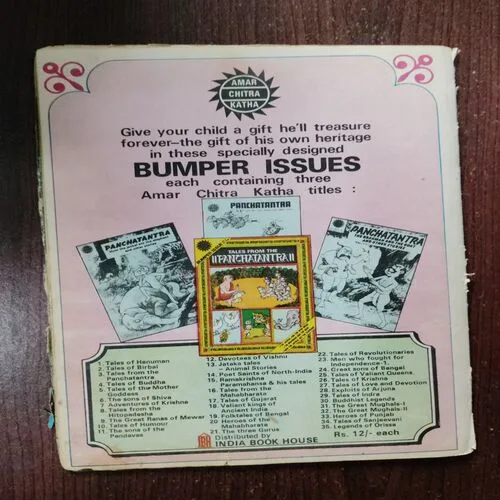 AMAR
CHITRA
KATHA
Give your child a gift he'll treasure
forever—the gift of his own heritage
in these specially designed
BUMPER ISSUES
each containing three
Amar Chitra Katha titles :
PANCHATANTRA
PANCHATANTRA
TALES FROM THE
PANCHATANTRA
PANCHATANTRA
1. Tales of Hanuman
2. Tales of Birbal
3. Tales from the
Panchatantra
4. Tales of Buddha
5. Tales of the Mother
Goddess
6. The sons of Shiva
7. Adventures of Krishna
8. Tales from the
Hitopadesha
9. The Great Ranas of Mewar
10. Tales of Humour
11. The sons of the
Pandavas
12. Devotees of Vishnu
13. Jataka tales
Animal Stories
14. Poet Saints of North-India
15. Ramakrishna
Paramahansa & his tales
16. Tales from the
Mahabharata
17. Tales of Gujarat
18. Famous kings of
Ancient India
19. Folktales of Bengal
20. Heroes of the
Mahabharata
21. The three Gurus
22. Tales of Revolutionaries
23. Men who fought for
Independence-1.
24. Great sons of Bengal
25. Tales of Valiant Queens
26. Tales of Krishna
27. Tales of Love and Devotion
28. Exploits of Arjuna
29. Tales of Indra
30. Buddhist Legends
31. The Great Mughals-I
32. The Great Mughals-II
33. Heroes of Punjab
34. Tales of Sanjeevani
35. Legends of Orissa
IBH Distributed by
INDIA BOOK HOUSE
Rs. 12/- each